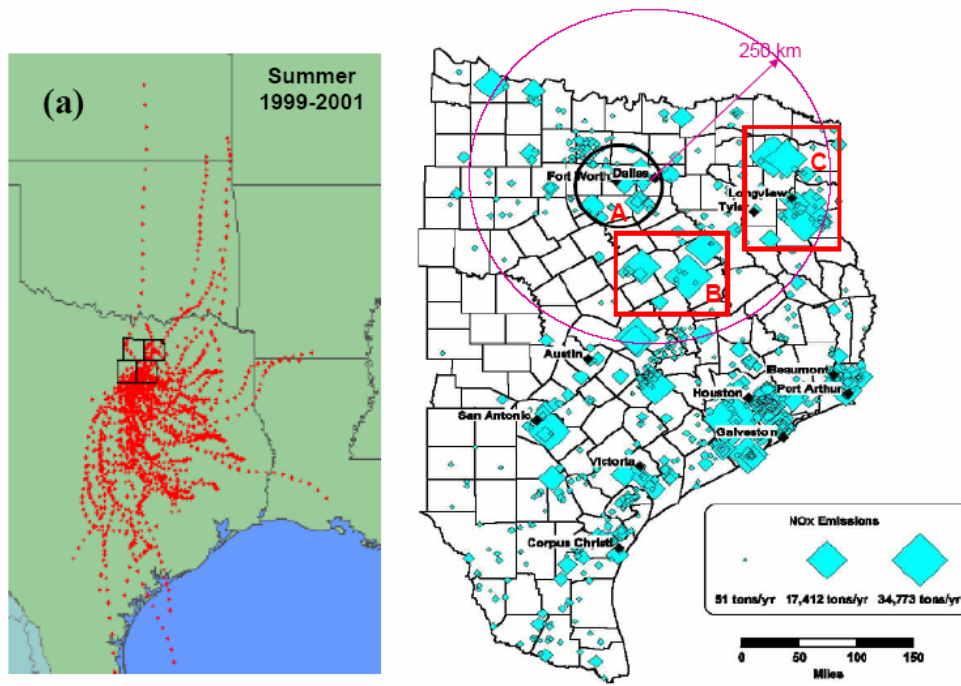 (a)
Summer
1999-2001
250 km
Fort Worth
Dallas
A
C
Longview
Tyler
B
Austin
Beaumont
Port Arthur
Houston
San Antonio
Galveston
Victoria
Corpus Christi
NOx Emissions
51 tons/yr 17,412 tons/yr 34,773 tons/yr
0 50 100 150
Miles